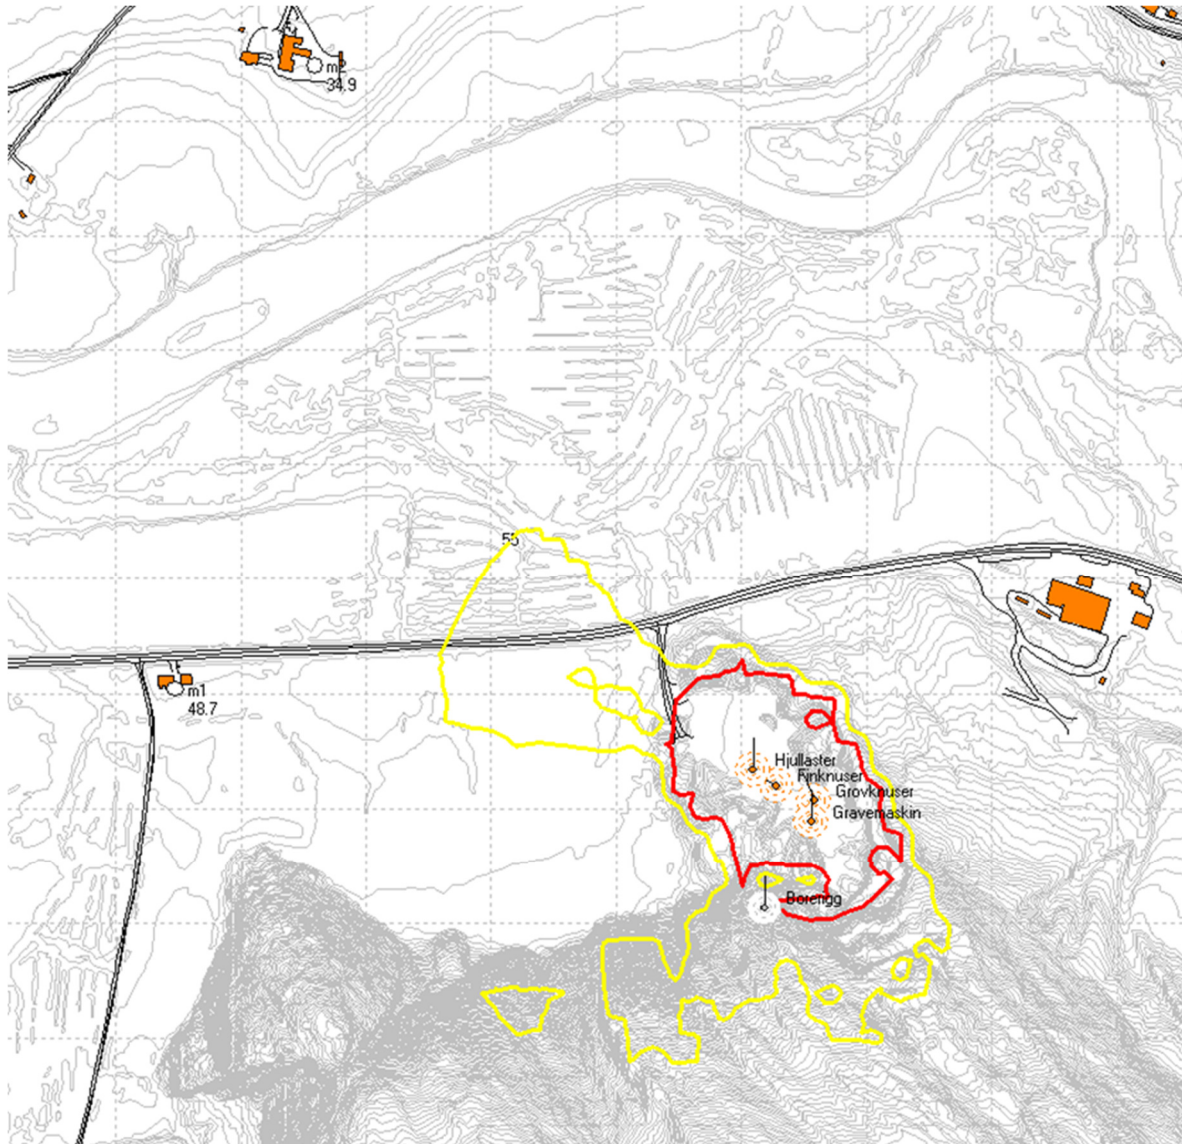 m2
34.9
55
m1
48.7
Hjullaster
Finknuser
Grovknuser
Gravemaskin
Borerigg